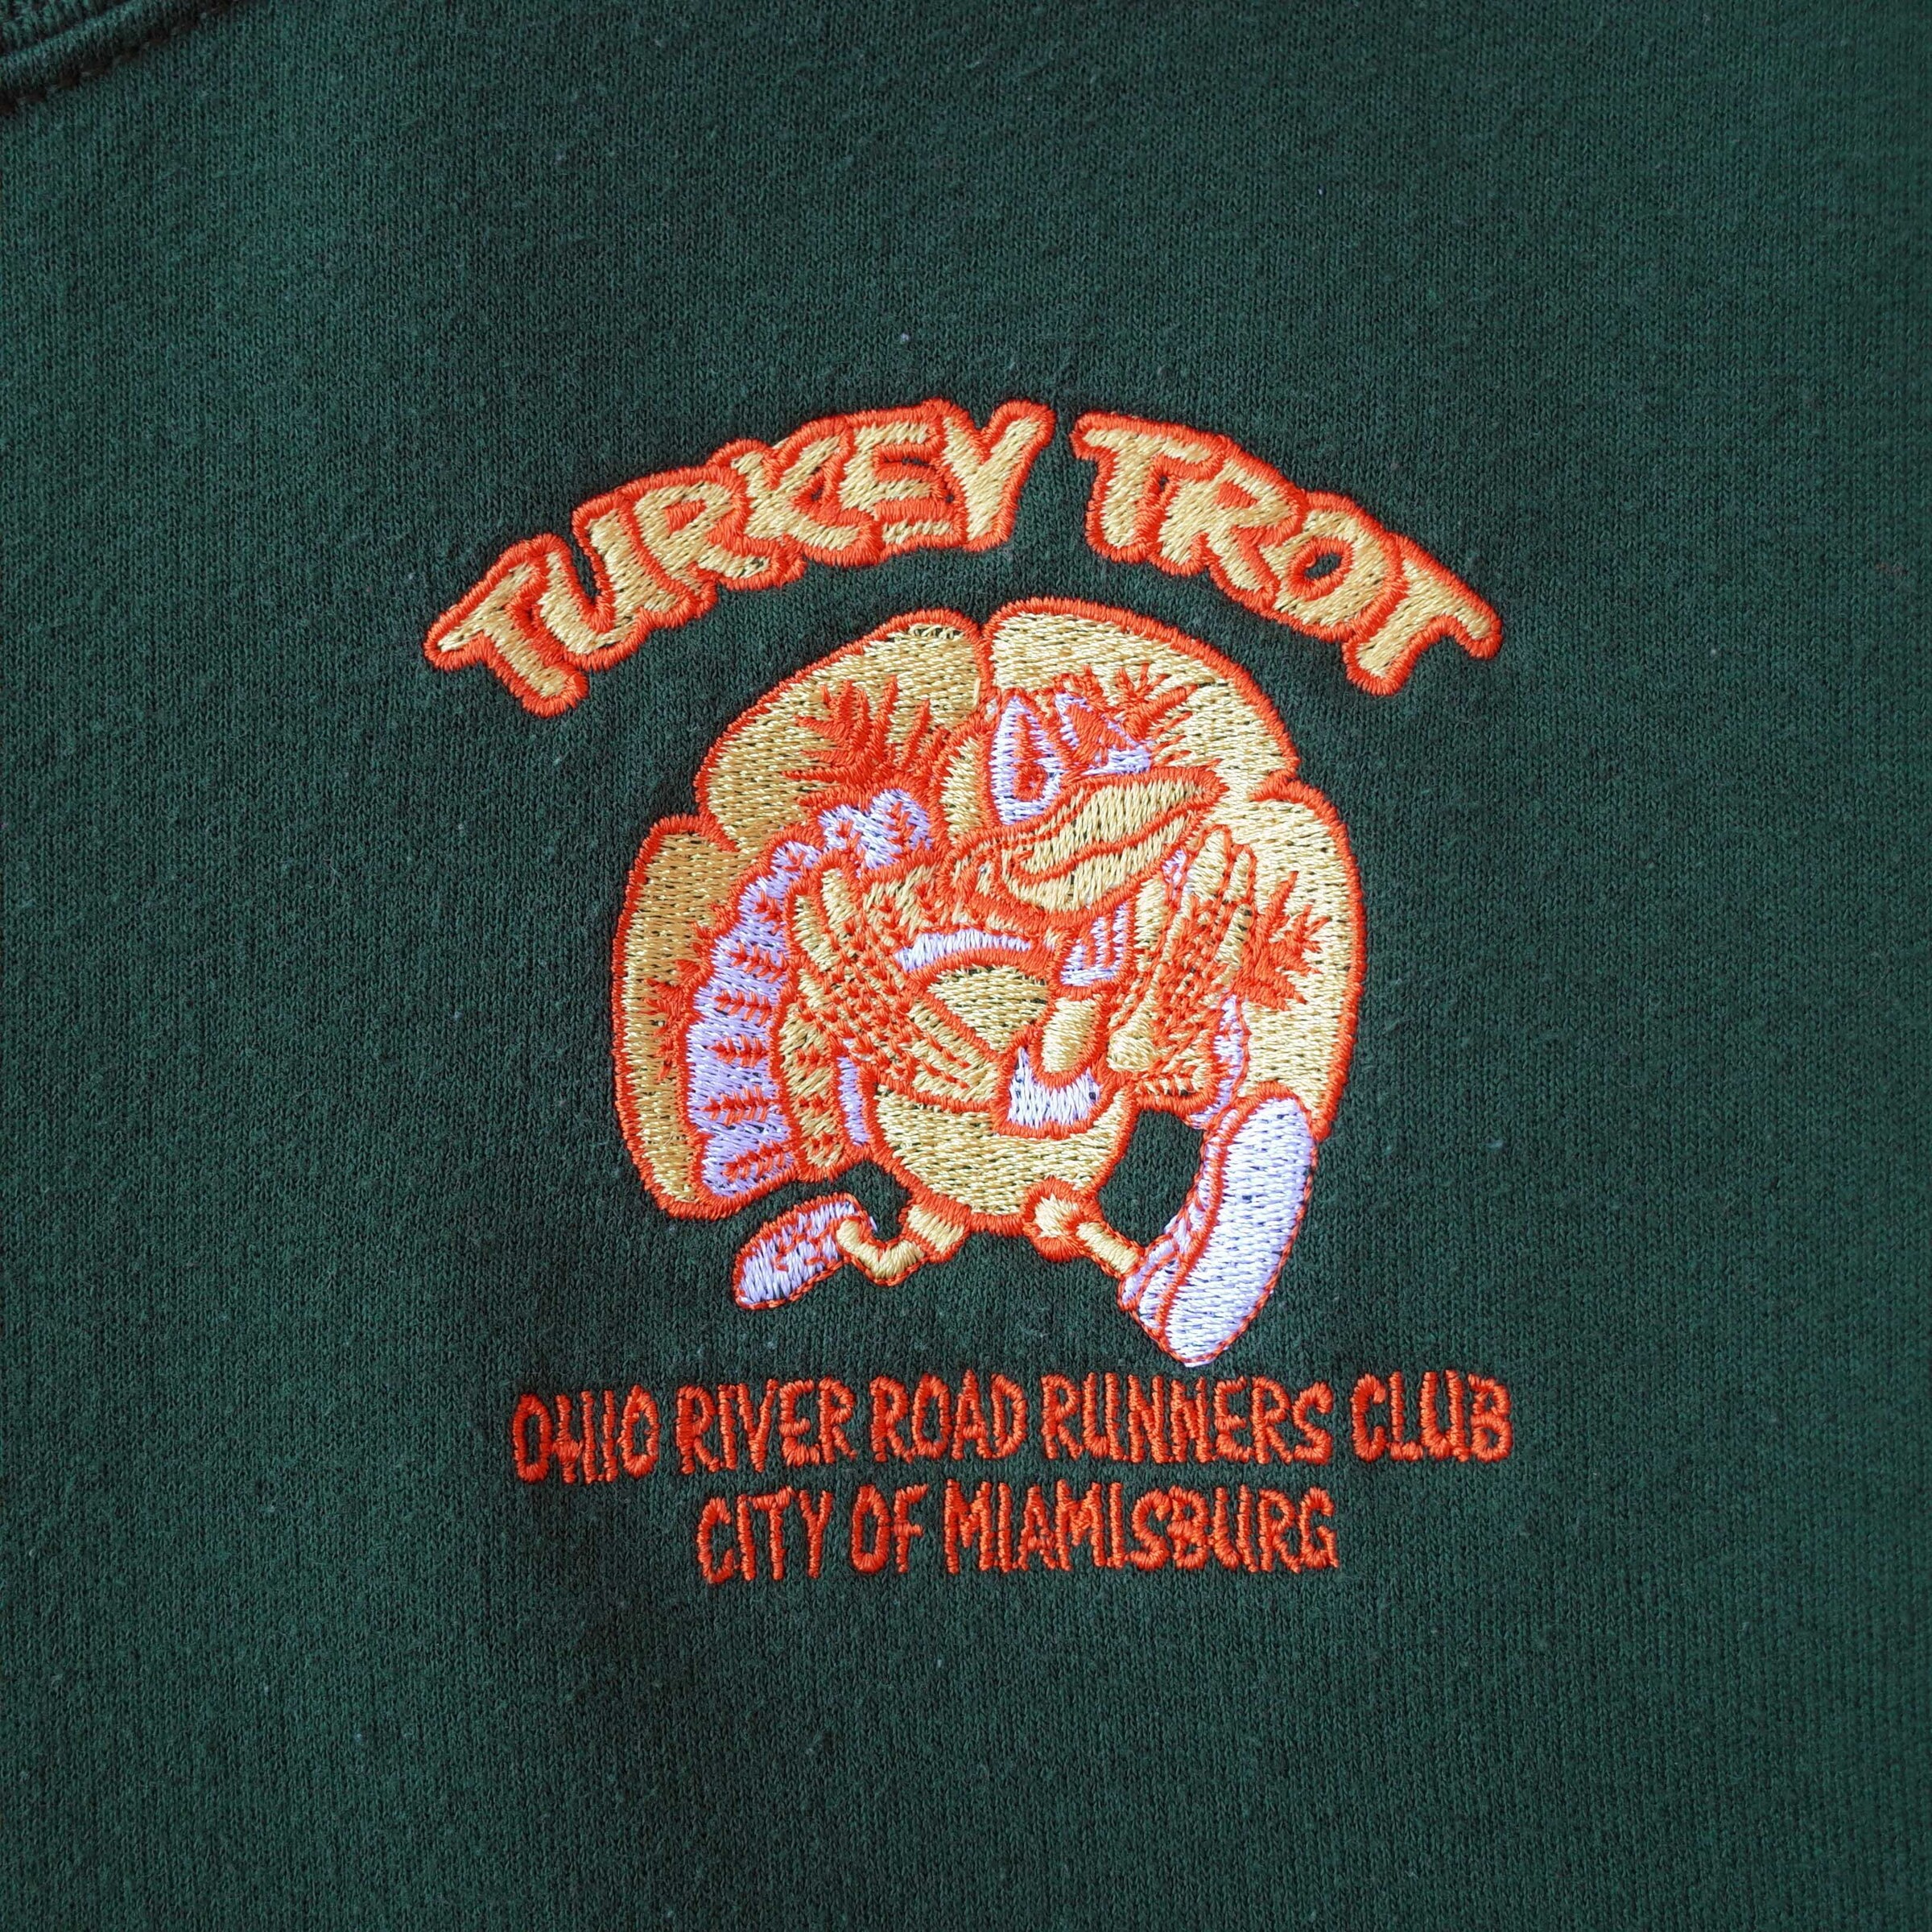 TURKEY TROT
OHIO RIVER ROAD RUNNERS CLUB
CITY OF MIAMISBURG